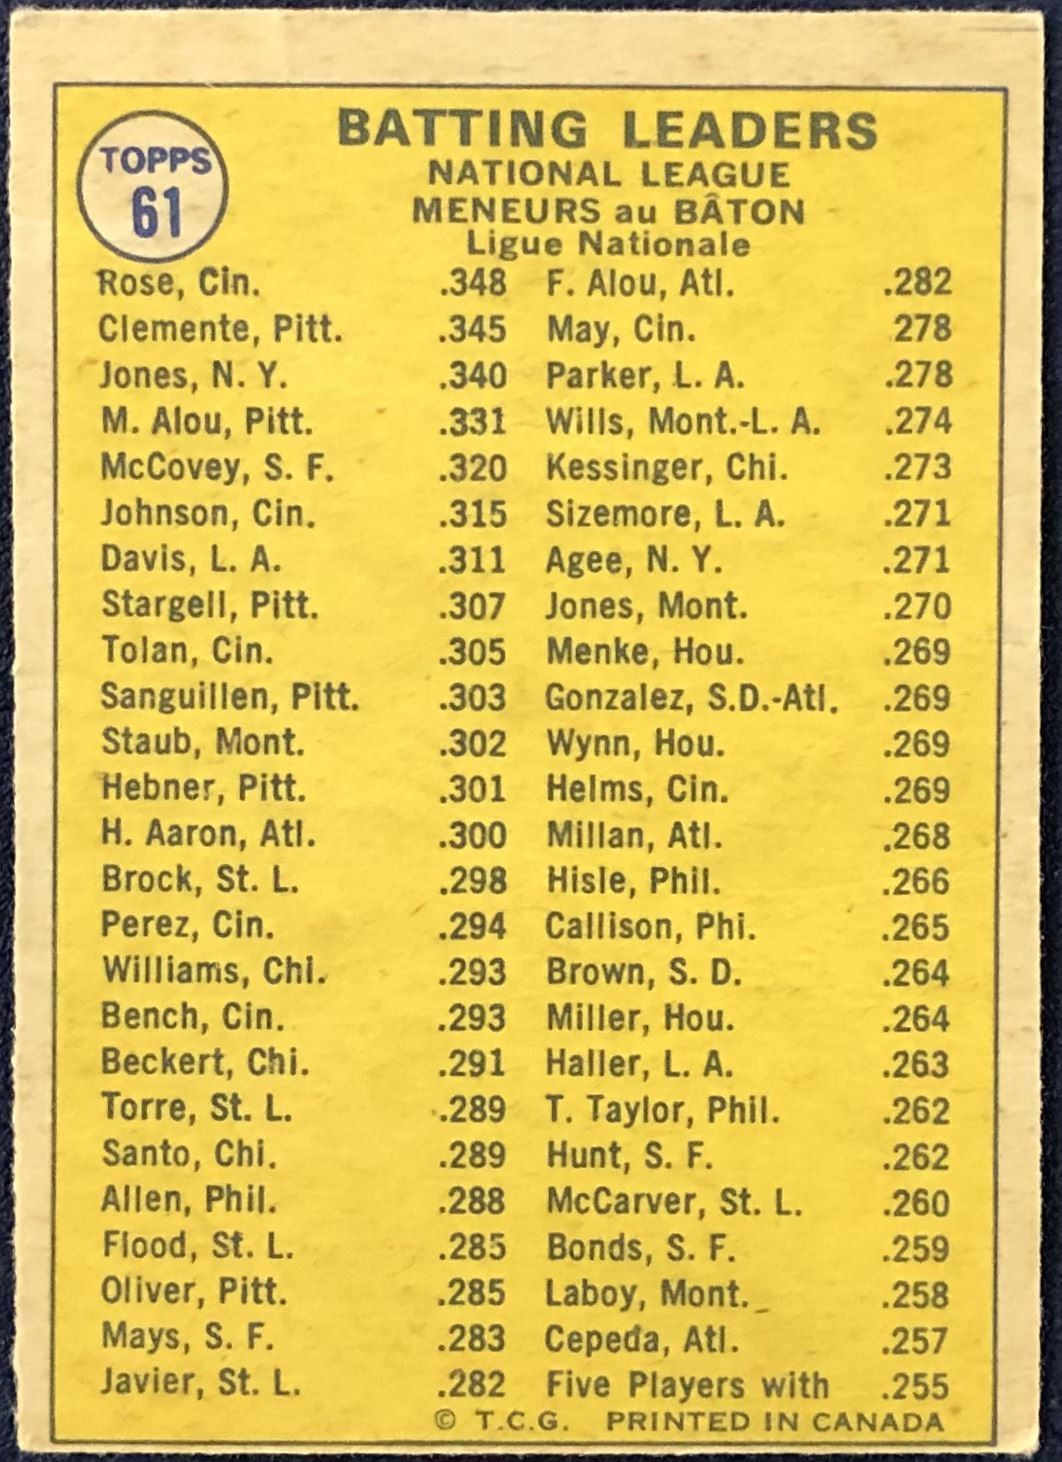 TOPPS
61
BATTING LEADERS
NATIONAL LEAGUE
MENEURS au BÂTON
Ligue Nationale
Rose, Cin. .348 F. Alou, Atl. .282
Clemente, Pitt. .345 May, Cin. 278
Jones, N. Y. .340 Parker, L. A. .278
M. Alou, Pitt. .331 Wills, Mont.-L. A. .274
McCovey, S. F. .320 Kessinger, Chi. .273
Johnson, Cin. .315 Sizemore, L. A. .271
Davis, L. A. .311 Agee, N. Y. .271
Stargell, Pitt. .307 Jones, Mont. .270
Tolan, Cin. .305 Menke, Hou. .269
Sanguillen, Pitt. .303 Gonzalez, S.D.-Atl. .269
Staub, Mont. .302 Wynn, Hou. .269
Hebner, Pitt. .301 Helms, Cin. .269
H. Aaron, Atl. .300 Millan, Atl. .268
Brock, St. L. .298 Hisle, Phil. .266
Perez, Cin. .294 Callison, Phi. .265
Williams, Chi. .293 Brown, S. D. .264
Bench, Cin. .293 Miller, Hou. .264
Beckert, Chi. .291 Haller, L. A. .263
Torre, St. L. .289 T. Taylor, Phil. .262
Santo, Chi. .289 Hunt, S. F. .262
Allen, Phil. .288 McCarver, St. L. .260
Flood, St. L. .285 Bonds, S. F. .259
Oliver, Pitt. .285 Laboy, Mont. .258
Mays, S. F. .283 Cepeda, Atl. .257
Javier, St. L. .282 Five Players with .255
© T.C.G. PRINTED IN CANADA